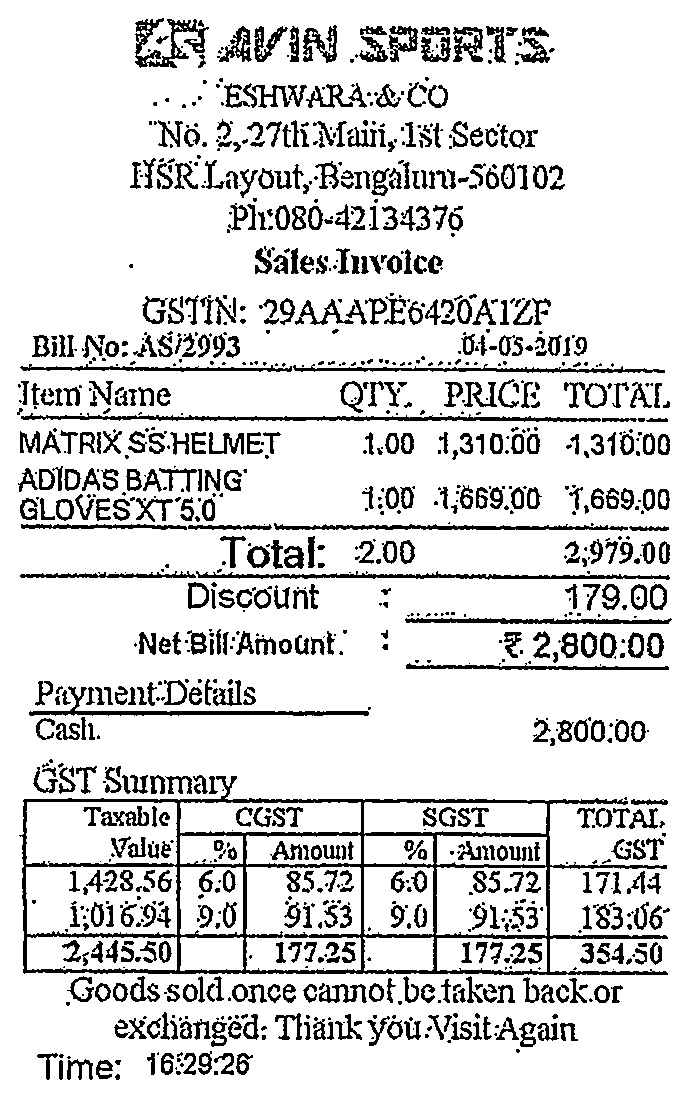 AVIN SPORTS
ESHWARA & CO
No. 2, 27th Main, 1st Sector
HSR Layout, Bengaluru-560102
Ph:080-42134376
Sales Invoice
GSTIN: 29AAAPE6420A1ZF
Bill No: AS/2993 04-05-2019
Item Name QTY. PRICE TOTAL
MATRIX SS HELMET 1.00 1,310.00 1,310.00
ADIDAS BATTING
GLOVES XT 5.0 1.00 1,669.00 1,669.00
Total: 2.00 2,979.00
Discount : 179.00
Net Bill Amount : ₹ 2,800.00
Payment Details
Cash 2,800.00
GST Summary
Taxable CGST SGST TOTAL
Value % Amount % Amount GST
1,428.56 6.0 85.72 6.0 85.72 171.44
1,016.94 9.0 91.53 9.0 91.53 183.06
2,445.50 177.25 177.25 354.50
Goods sold once cannot be taken back or
exchanged. Thank you Visit Again
Time: 16:29:26